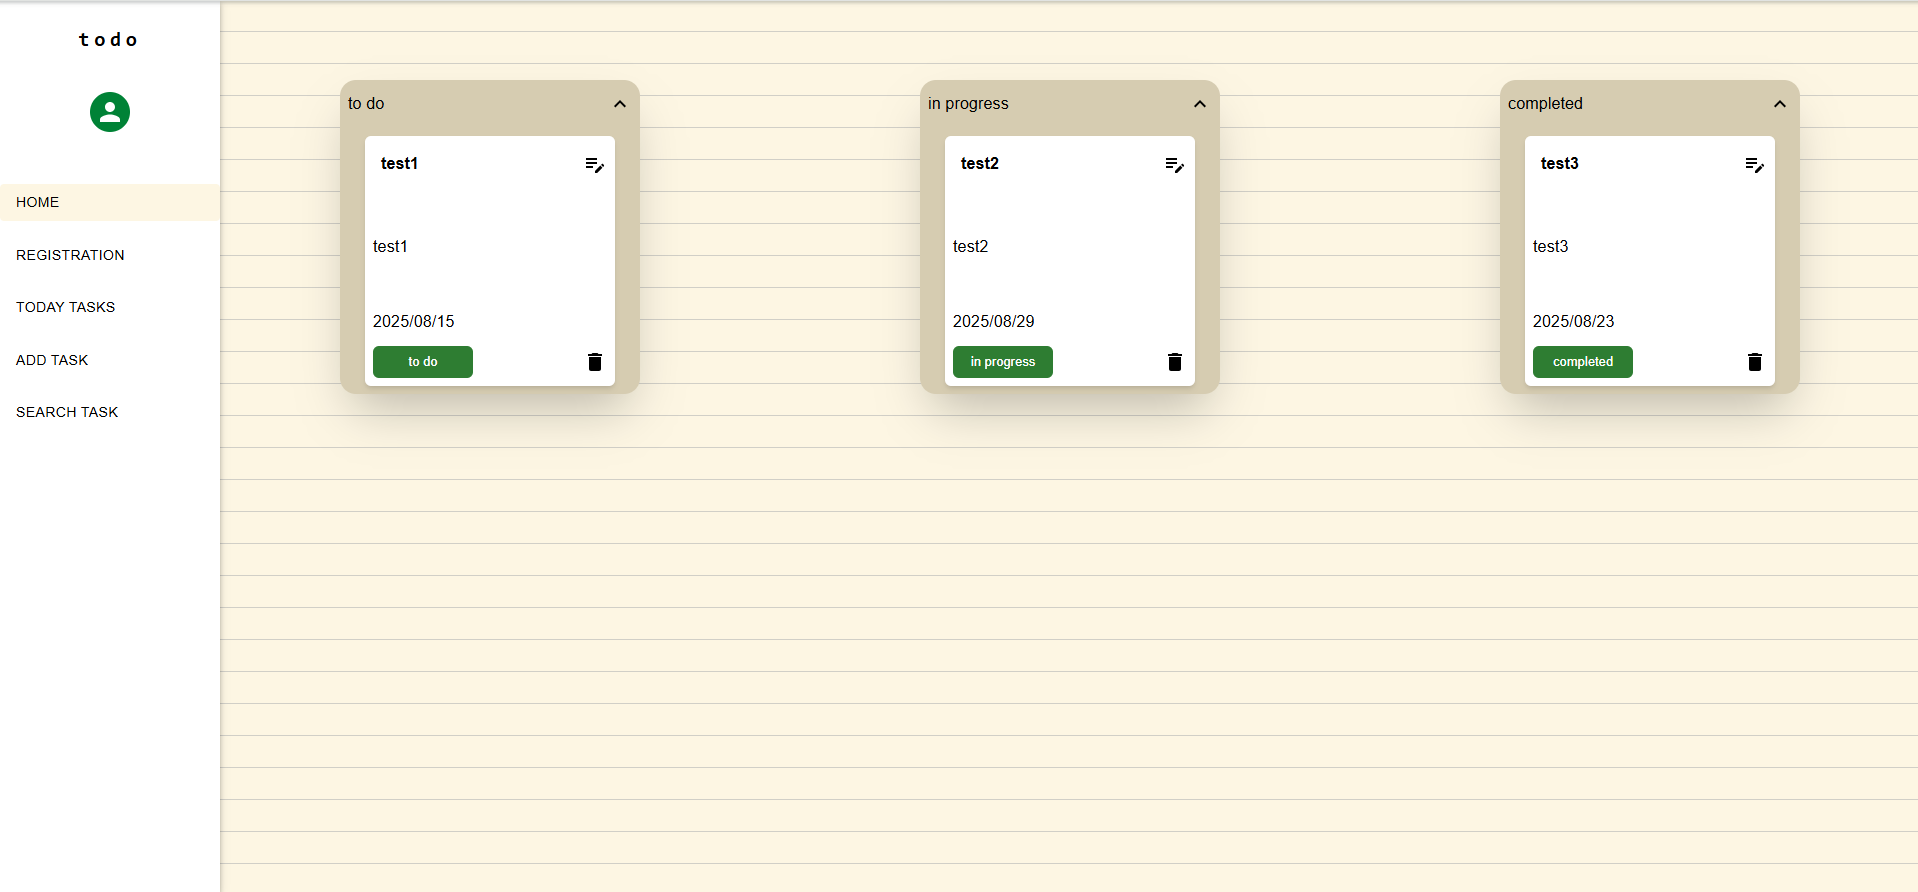 todo
HOME
REGISTRATION
TODAY TASKS
ADD TASK
SEARCH TASK
to do
test1
test1
2025/08/15
to do
in progress
test2
test2
2025/08/29
in progress
completed
test3
test3
2025/08/23
completed